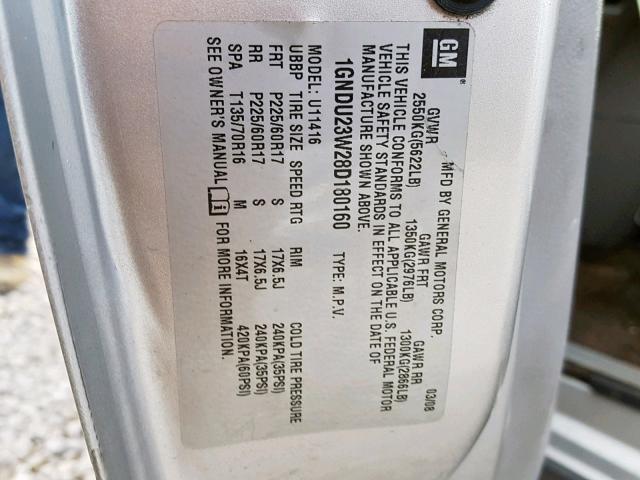 GM
MFD BY GENERAL MOTORS CORP. 03/08
GVWR GAWR FRT GAWR RR
2550KG(5622LB) 1350KG(2976LB) 1300KG(2866LB)
THIS VEHICLE CONFORMS TO ALL APPLICABLE U.S. FEDERAL MOTOR
VEHICLE SAFETY STANDARDS IN EFFECT ON THE DATE OF
MANUFACTURE SHOWN ABOVE.
1GNDU23W28D180160 TYPE: M.P.V.
MODEL: U11416
UBBP TIRE SIZE SPEED RTG RIM COLD TIRE PRESSURE
FRT P225/60R17 S 17X6.5J 240KPA(35PSI)
RR P225/60R17 S 17X6.5J 240KPA(35PSI)
SPA T135/70R16 M 16X4T 420KPA(60PSI)
SEE OWNER'S MANUAL FOR MORE INFORMATION.